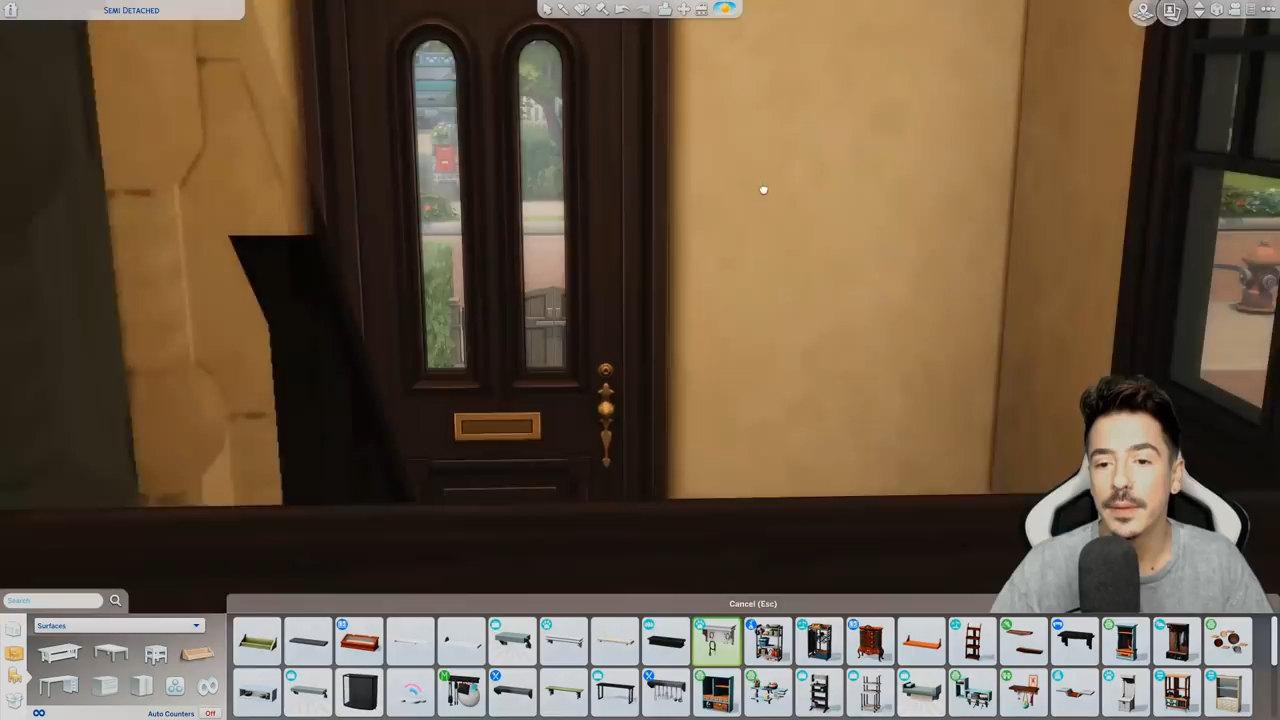 SEMI DETACHED
Cancel (Esc)
Search
Surfaces
Auto Counters Off